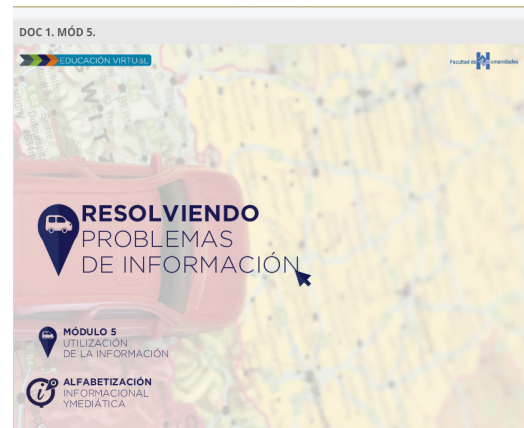 DOC 1. MÓD 5.
EDUCACIÓN VIRTUAL
Facultad de Humanidades
RESOLVIENDO
PROBLEMAS
DE INFORMACIÓN
MÓDULO 5
UTILIZACIÓN
DE LA INFORMACIÓN
ALFABETIZACIÓN
INFORMACIONAL
YMEDIÁTICA